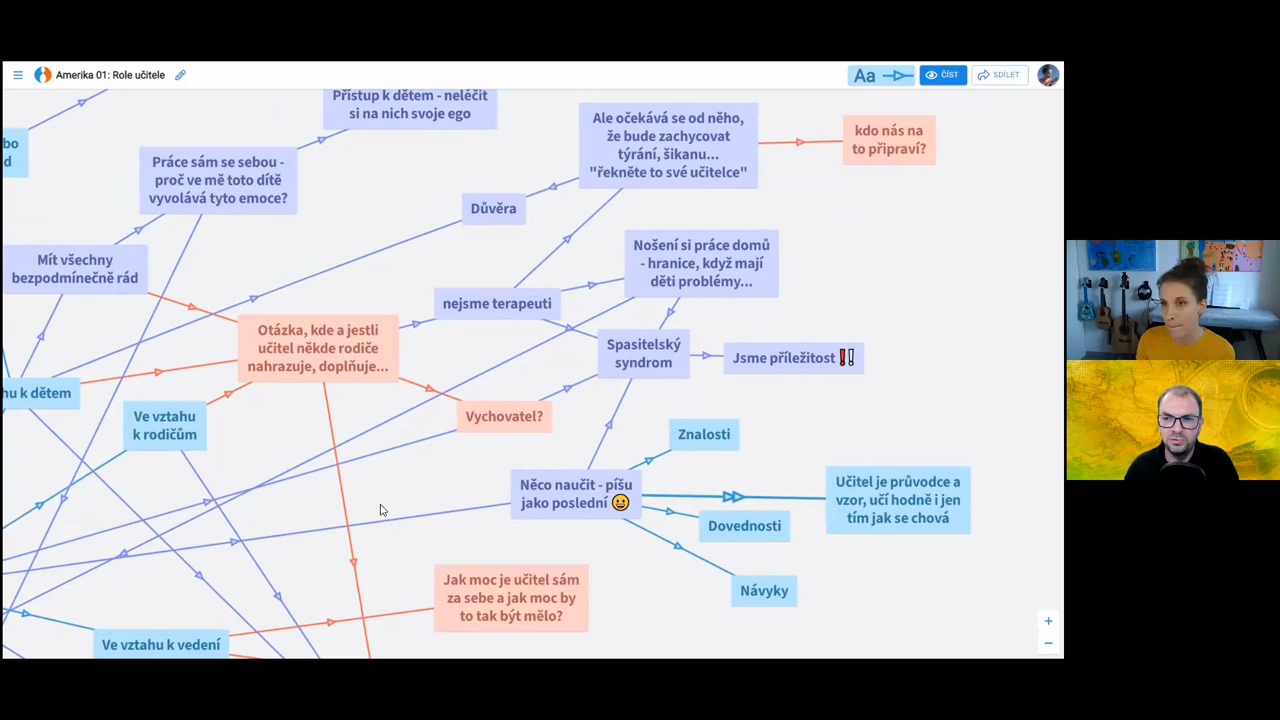 Amerika 01: Role učitele
Aa
ČÍST
SDÍLET
bo
d
Přístup k dětem - neléčit
si na nich svoje ego
Ale očekává se od něho,
že bude zachycovat
týrání, šikanu...
"řekněte to své učitelce"
kdo nás na
to připraví?
Práce sám se sebou -
proč ve mě toto dítě
vyvolává tyto emoce?
Důvěra
Mít všechny
bezpodmínečně rád
Nošení si práce domů
- hranice, když mají
děti problémy...
nejsme terapeuti
Otázka, kde a jestli
učitel někde rodiče
nahrazuje, doplňuje...
Spasitelský
syndrom
Jsme příležitost ‼️
hu k dětem
Ve vztahu
k rodičům
Vychovatel?
Znalosti
Něco naučit - píšu
jako poslední 😀
Učitel je průvodce a
vzor, učí hodně i jen
tím jak se chová
Dovednosti
Návyky
Jak moc je učitel sám
za sebe a jak moc by
to tak být mělo?
Ve vztahu k vedení
+
−